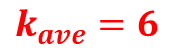 k_ave = 6